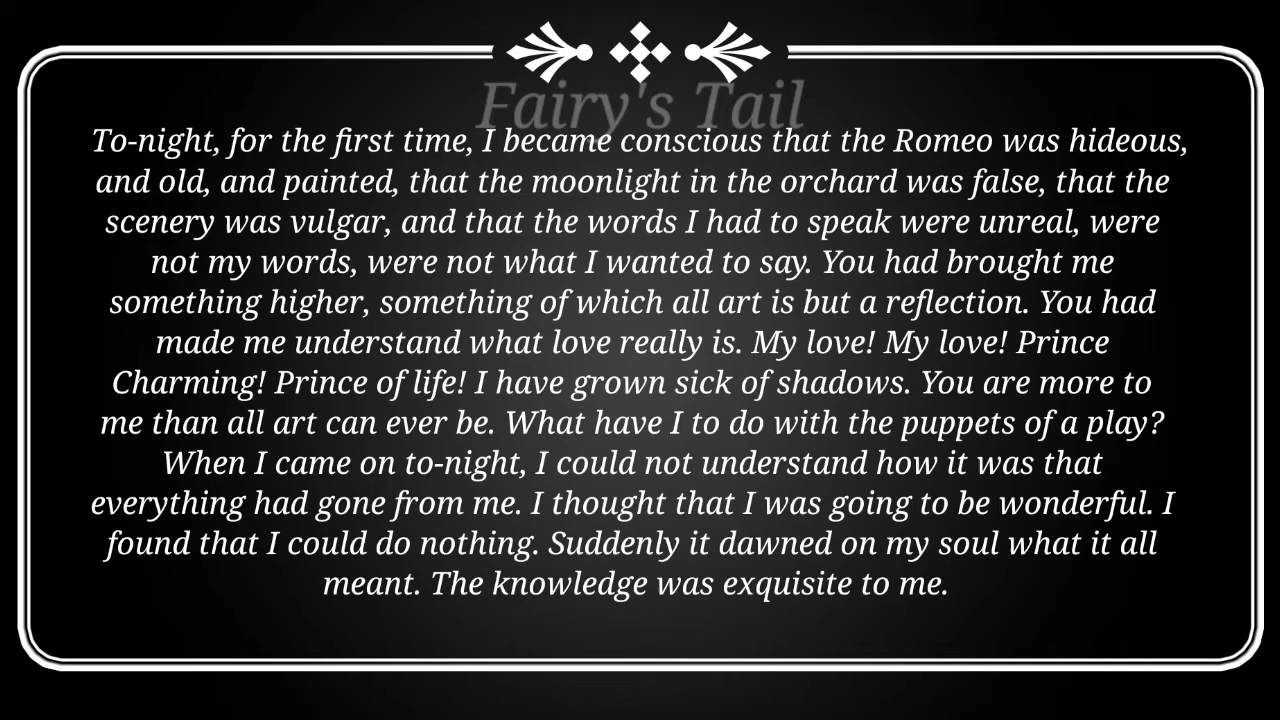 Fairy's Tail
To-night, for the first time, I became conscious that the Romeo was hideous,
and old, and painted, that the moonlight in the orchard was false, that the
scenery was vulgar, and that the words I had to speak were unreal, were
not my words, were not what I wanted to say. You had brought me
something higher, something of which all art is but a reflection. You had
made me understand what love really is. My love! My love! Prince
Charming! Prince of life! I have grown sick of shadows. You are more to
me than all art can ever be. What have I to do with the puppets of a play?
When I came on to-night, I could not understand how it was that
everything had gone from me. I thought that I was going to be wonderful. I
found that I could do nothing. Suddenly it dawned on my soul what it all
meant. The knowledge was exquisite to me.